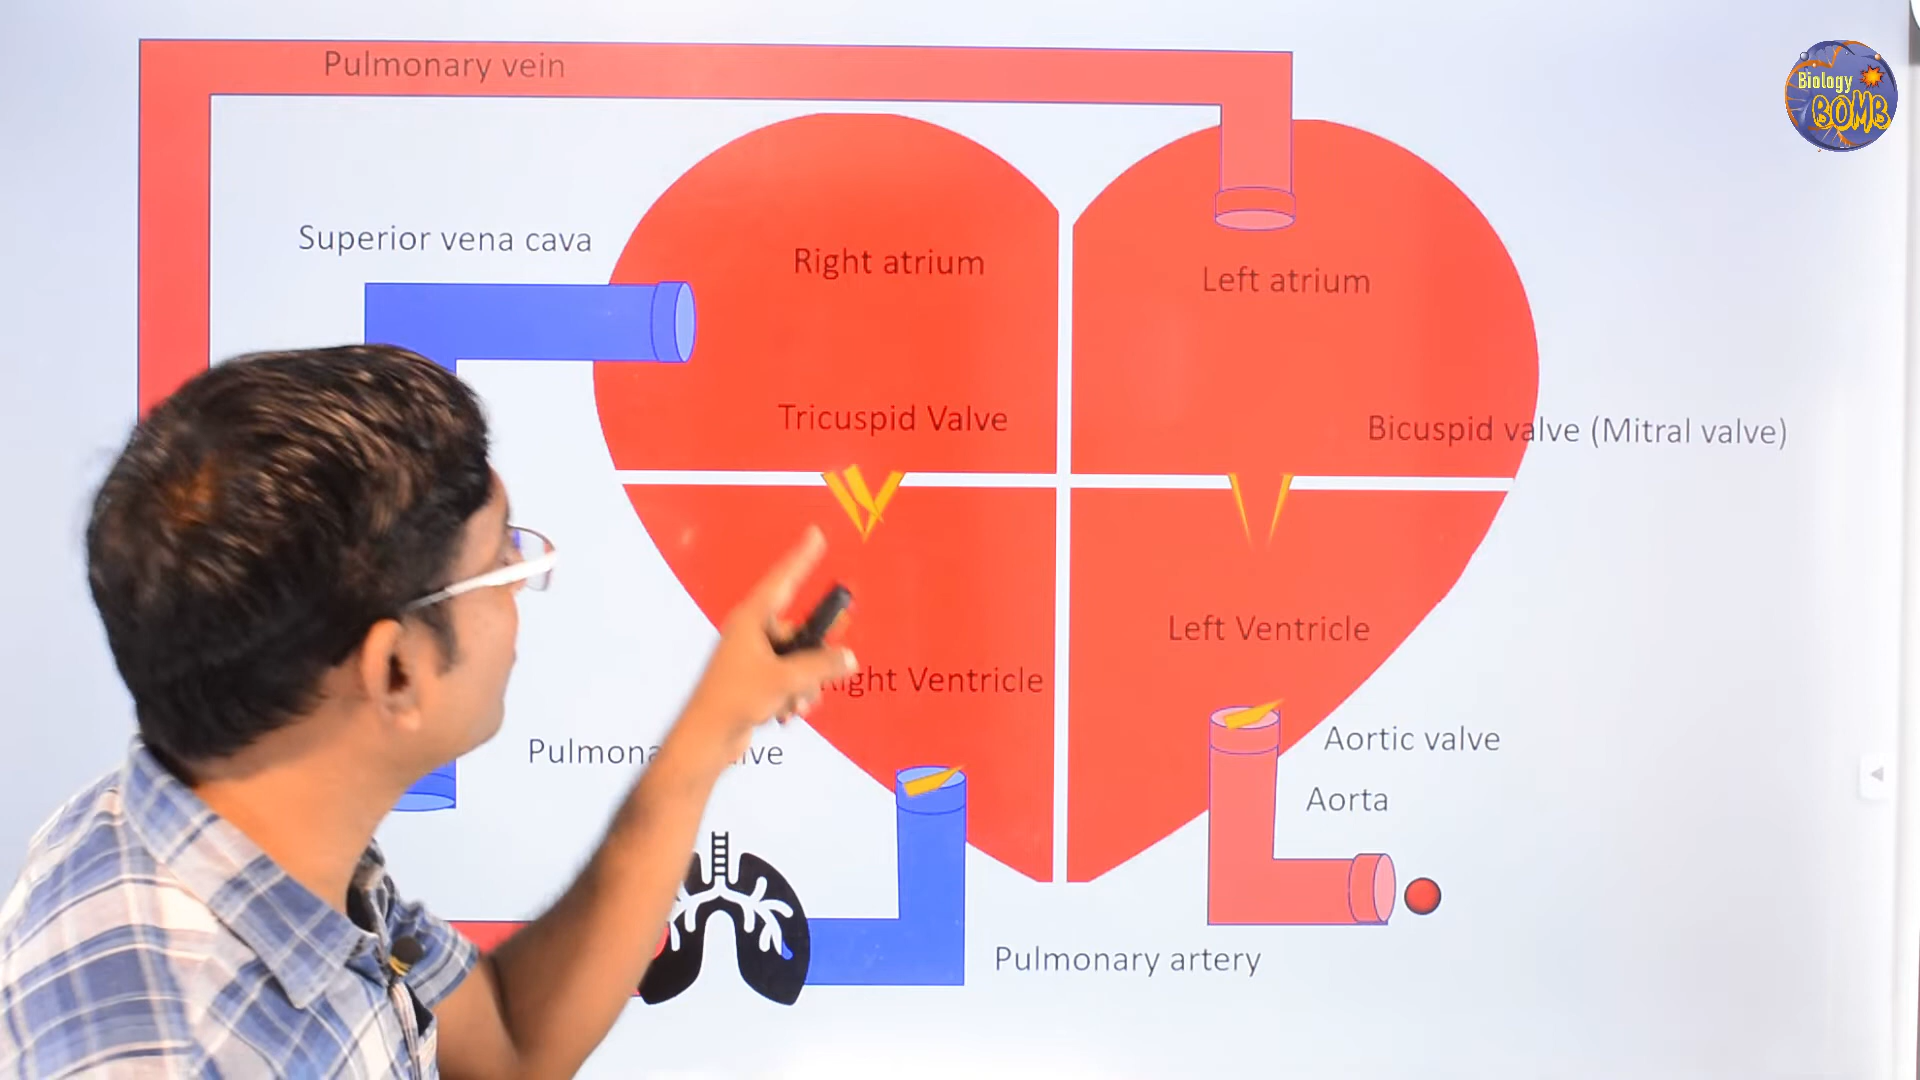 Pulmonary vein
Biology
BOMB
Superior vena cava
Right atrium
Left atrium
Tricuspid Valve
Bicuspid valve (Mitral valve)
Left Ventricle
Ventricle
Aortic valve
Aorta
Pulmonary artery